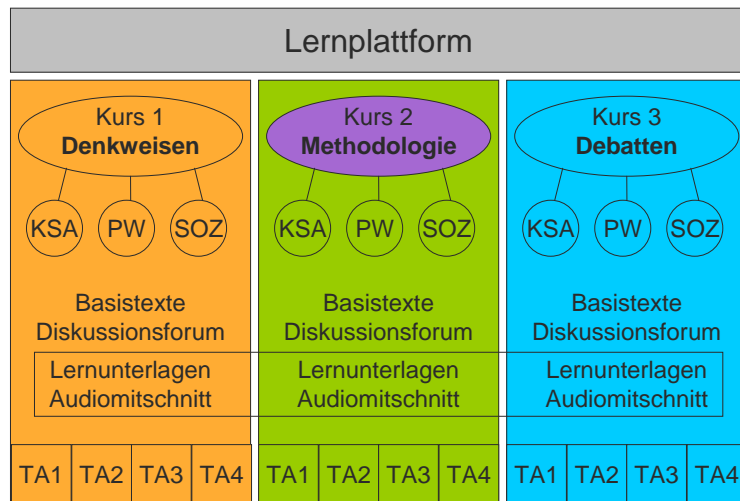 Lernplattform
Kurs 1
Denkweisen
KSA PW SOZ
Basistexte
Diskussionsforum
Lernunterlagen
Audiomitschnitt
TA1 TA2 TA3 TA4
Kurs 2
Methodologie
KSA PW SOZ
Basistexte
Diskussionsforum
Lernunterlagen
Audiomitschnitt
TA1 TA2 TA3 TA4
Kurs 3
Debatten
KSA PW SOZ
Basistexte
Diskussionsforum
Lernunterlagen
Audiomitschnitt
TA1 TA2 TA3 TA4